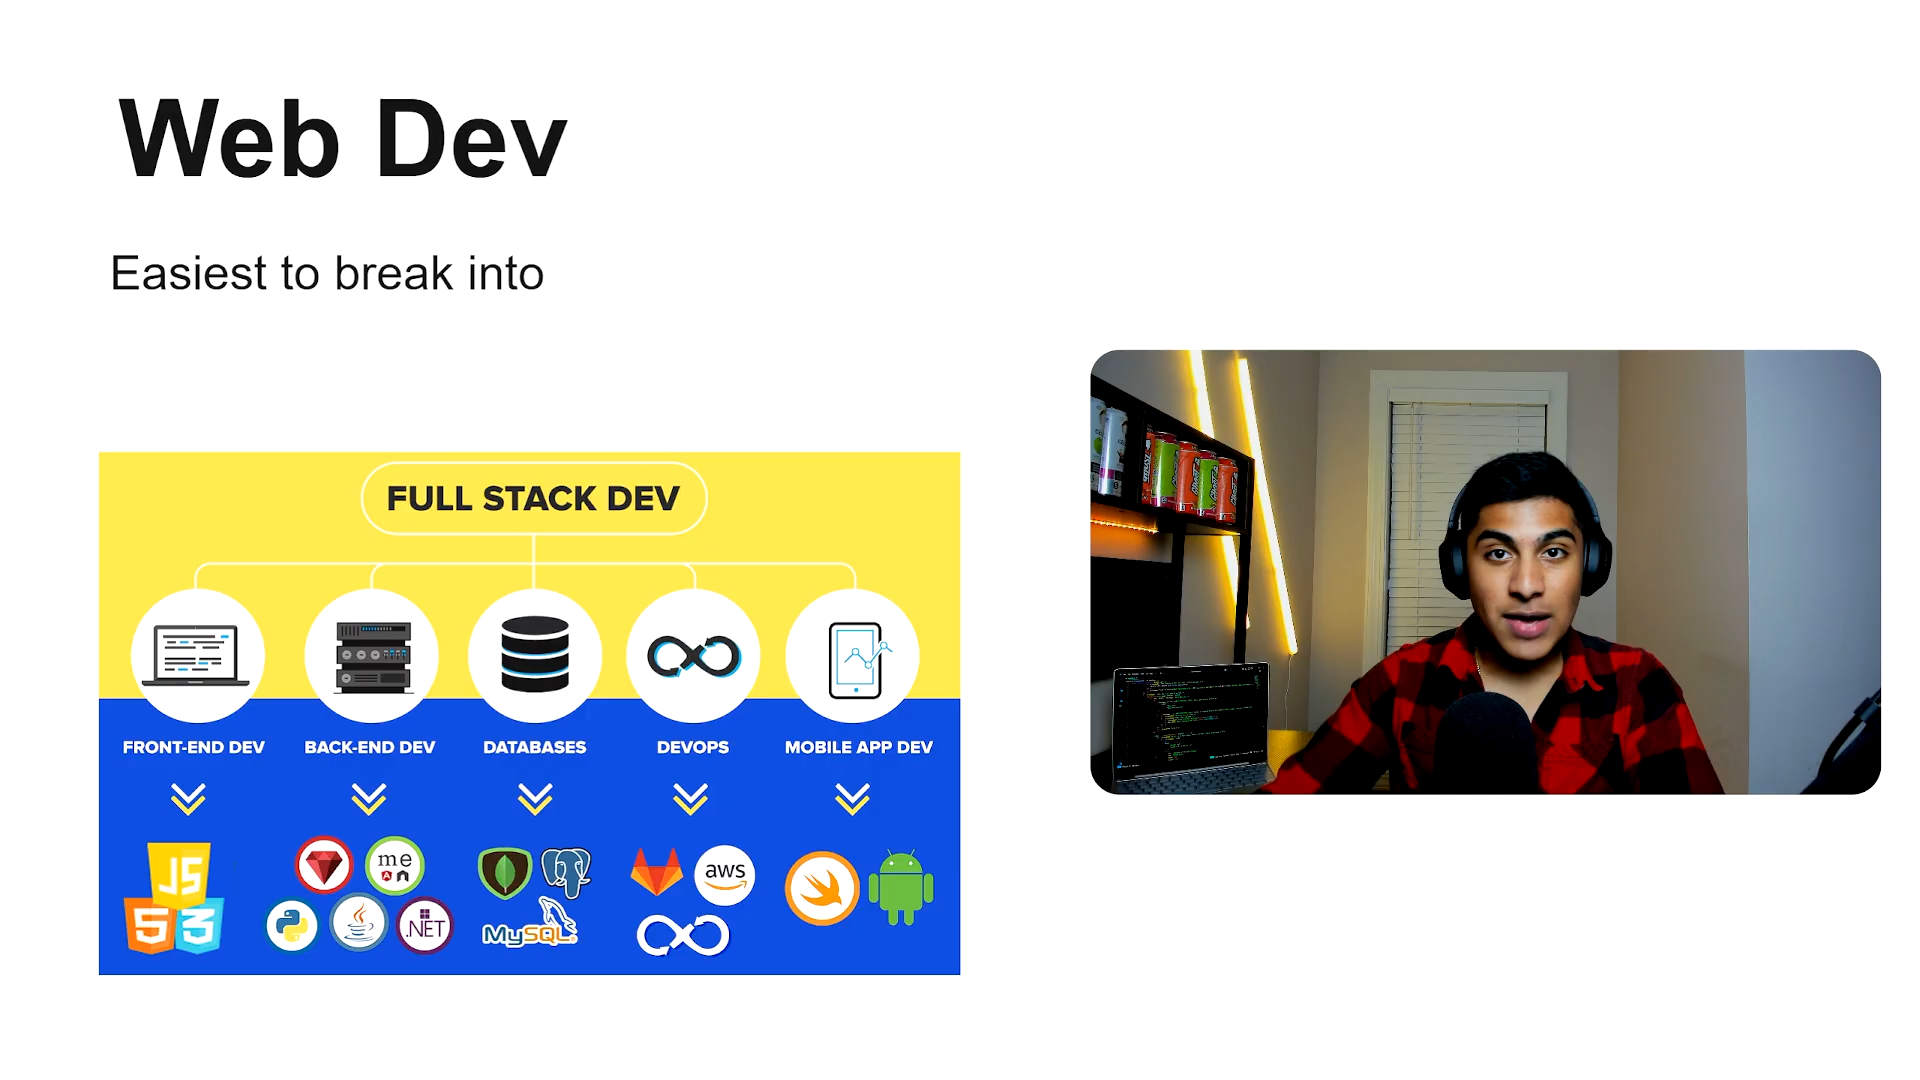 Web Dev
Easiest to break into
FULL STACK DEV
FRONT-END DEV
BACK-END DEV
DATABASES
DEVOPS
MOBILE APP DEV
JS
5
3
me
an
.NET
MySQL
aws